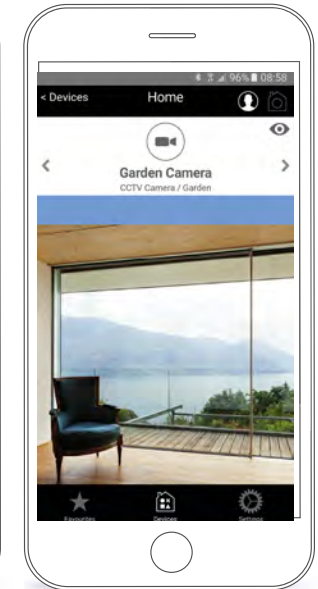 96% 08:58
< Devices Home
Garden Camera
CCTV Camera / Garden
Favourites Devices Settings